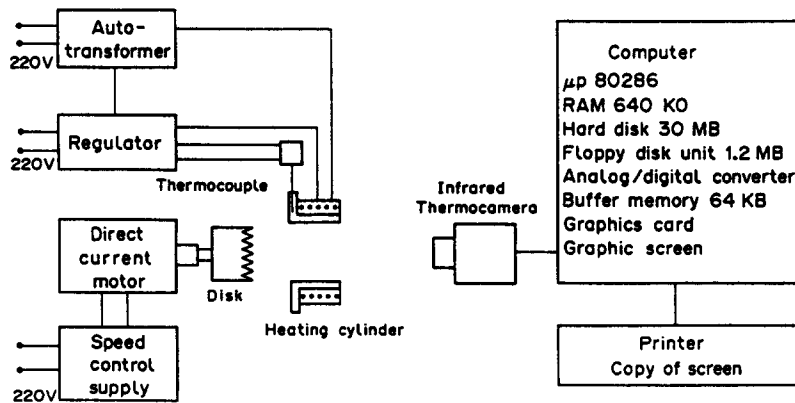 Auto-
transformer
220V
Regulator
220V
Thermocouple
Direct
current
motor
Disk
Heating cylinder
Speed
control
supply
220V
Infrared
Thermocamera
Computer
μp 80286
RAM 640 KO
Hard disk 30 MB
Floppy disk unit 1.2 MB
Analog/digital converter
Buffer memory 64 KB
Graphics card
Graphic screen
Printer
Copy of screen